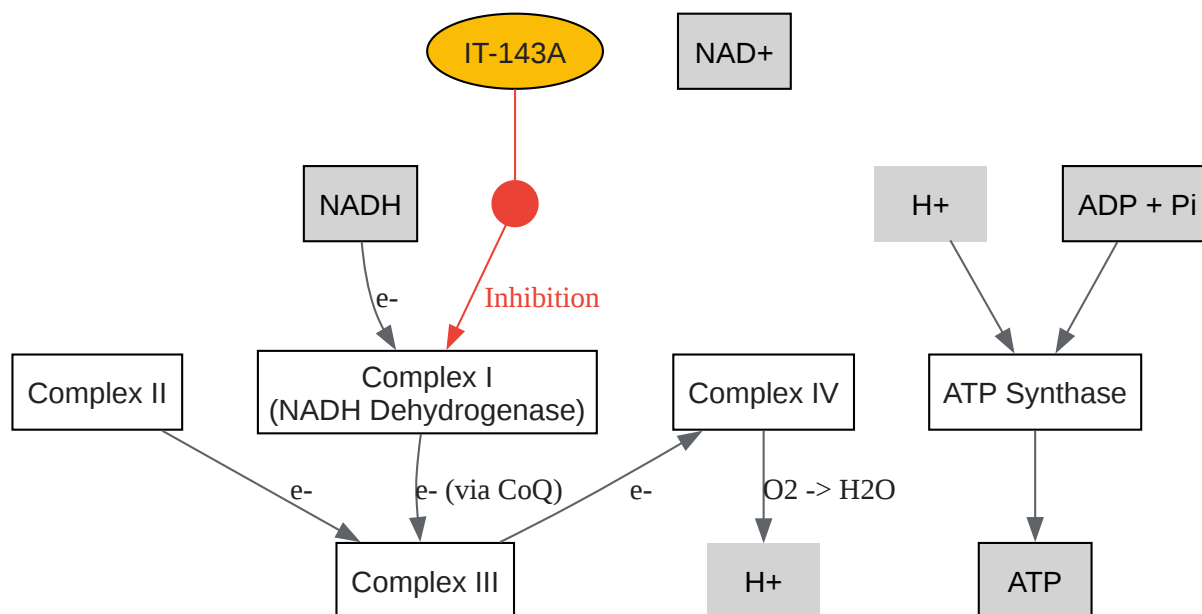 IT-143A
NAD+
NADH
H+
ADP + Pi
e-
Inhibition
Complex II
Complex I
(NADH Dehydrogenase)
Complex IV
ATP Synthase
e-
e- (via CoQ)
e-
O2 -> H2O
Complex III
H+
ATP